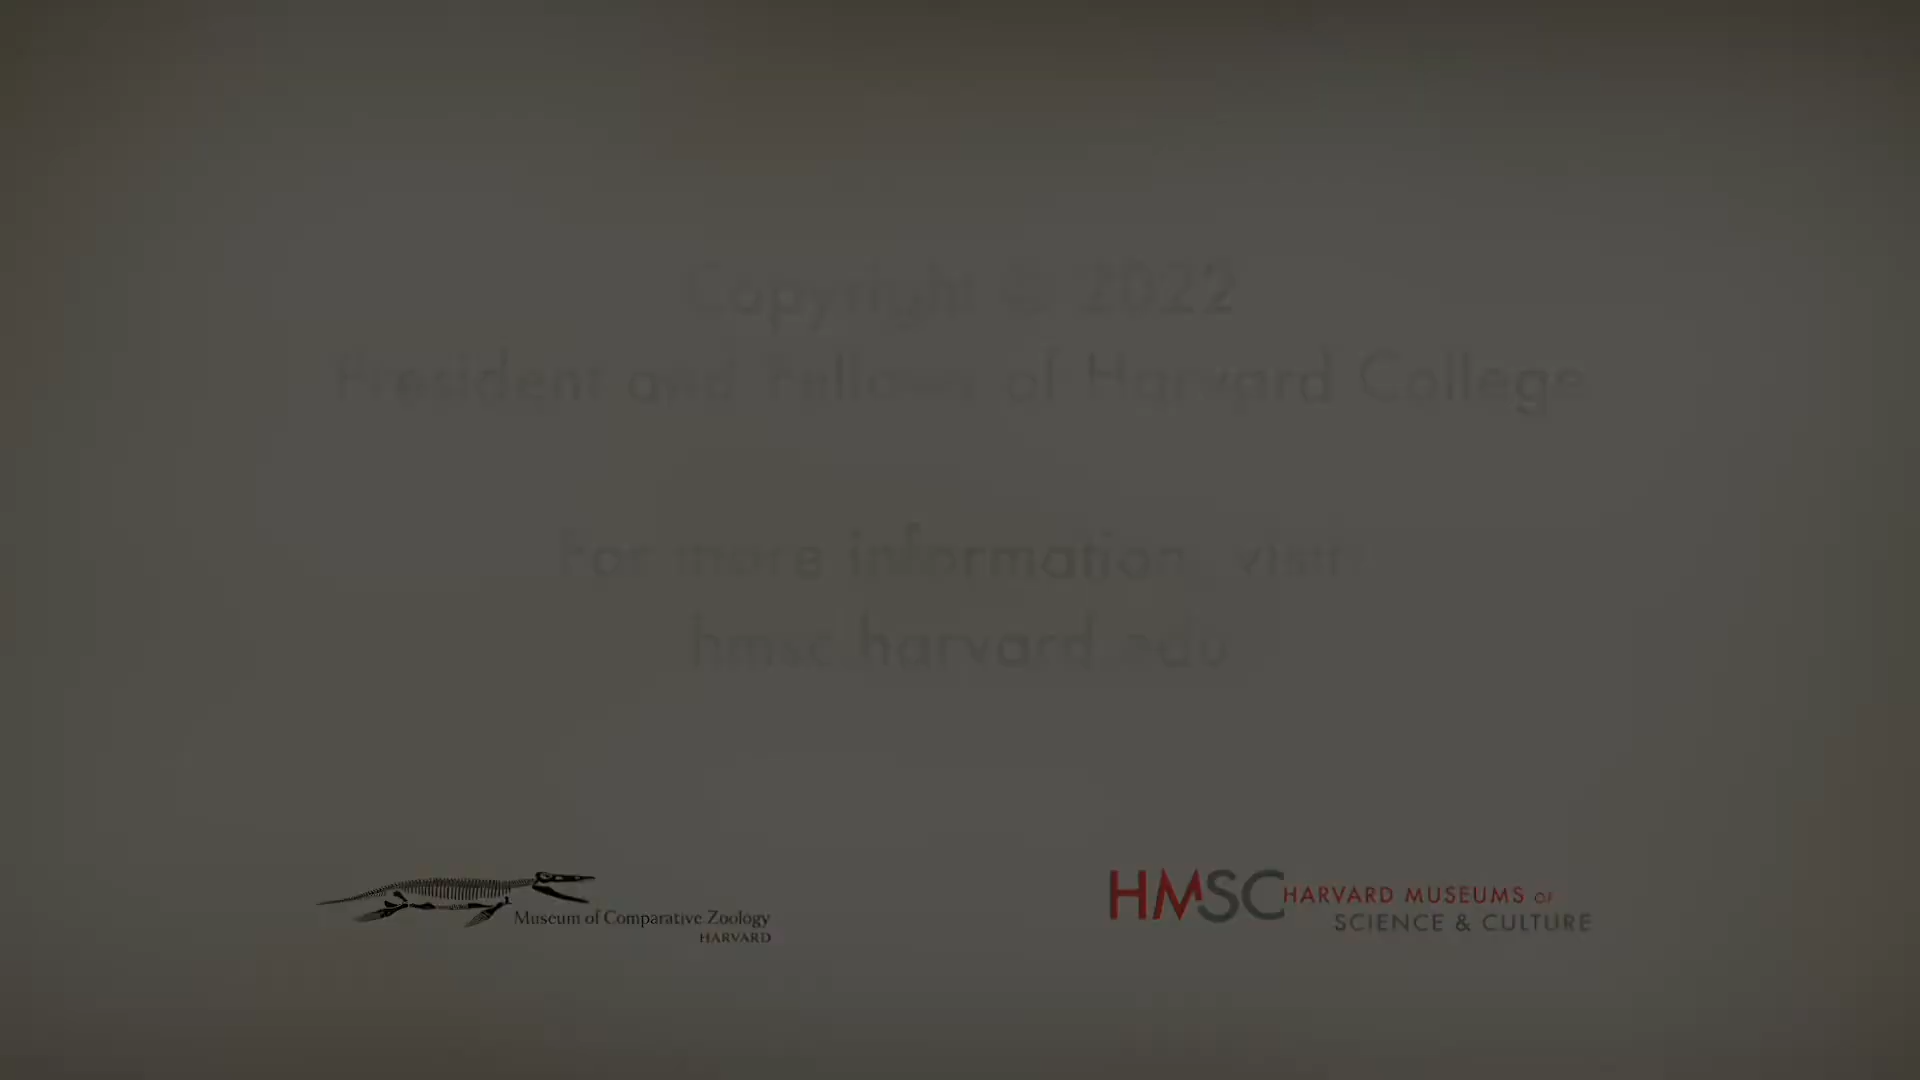 Copyright © 2022
President and Fellows of Harvard College
For more information, visit:
hmsc.harvard.edu
Museum of Comparative Zoology
HARVARD
HMSC HARVARD MUSEUMS OF
SCIENCE & CULTURE